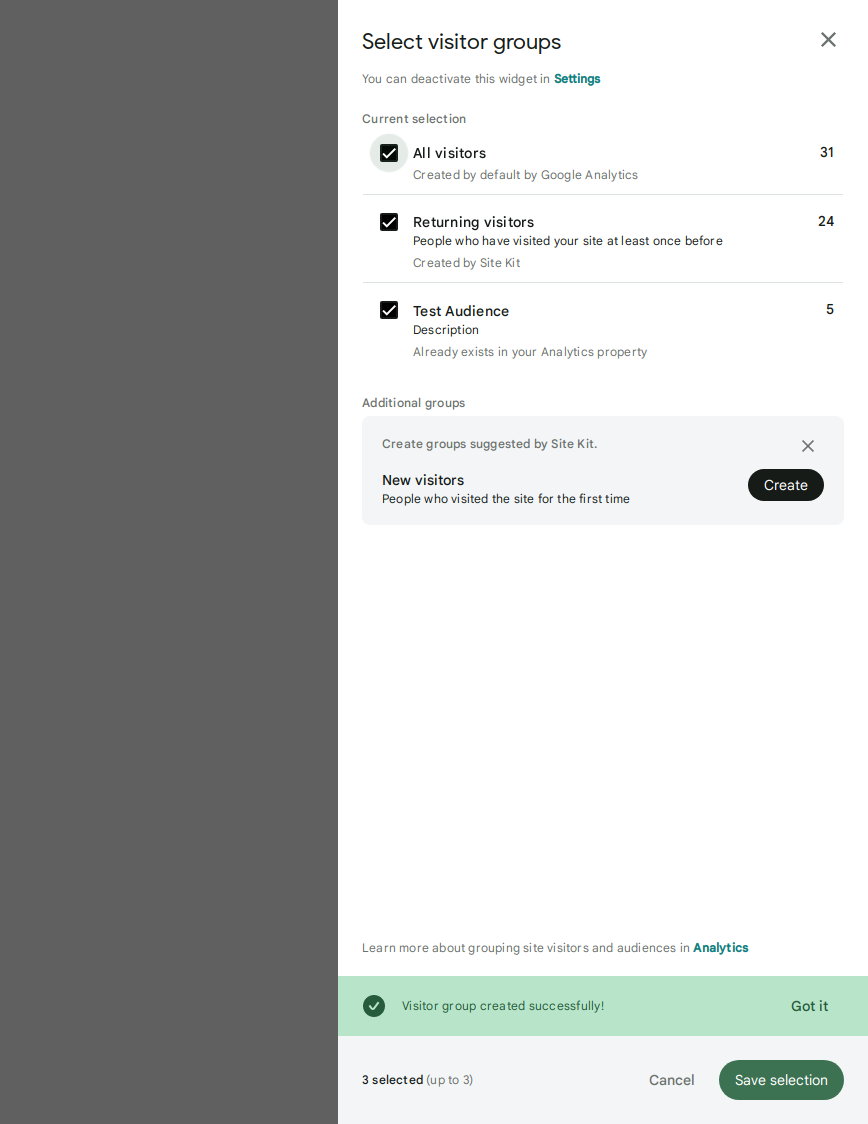 Select visitor groups
You can deactivate this widget in Settings
Current selection
All visitors 31
Created by default by Google Analytics
Returning visitors 24
People who have visited your site at least once before
Created by Site Kit
Test Audience 5
Description
Already exists in your Analytics property
Additional groups
Create groups suggested by Site Kit.
New visitors
People who visited the site for the first time
Create
Learn more about grouping site visitors and audiences in Analytics
Visitor group created successfully! Got it
3 selected (up to 3) Cancel Save selection